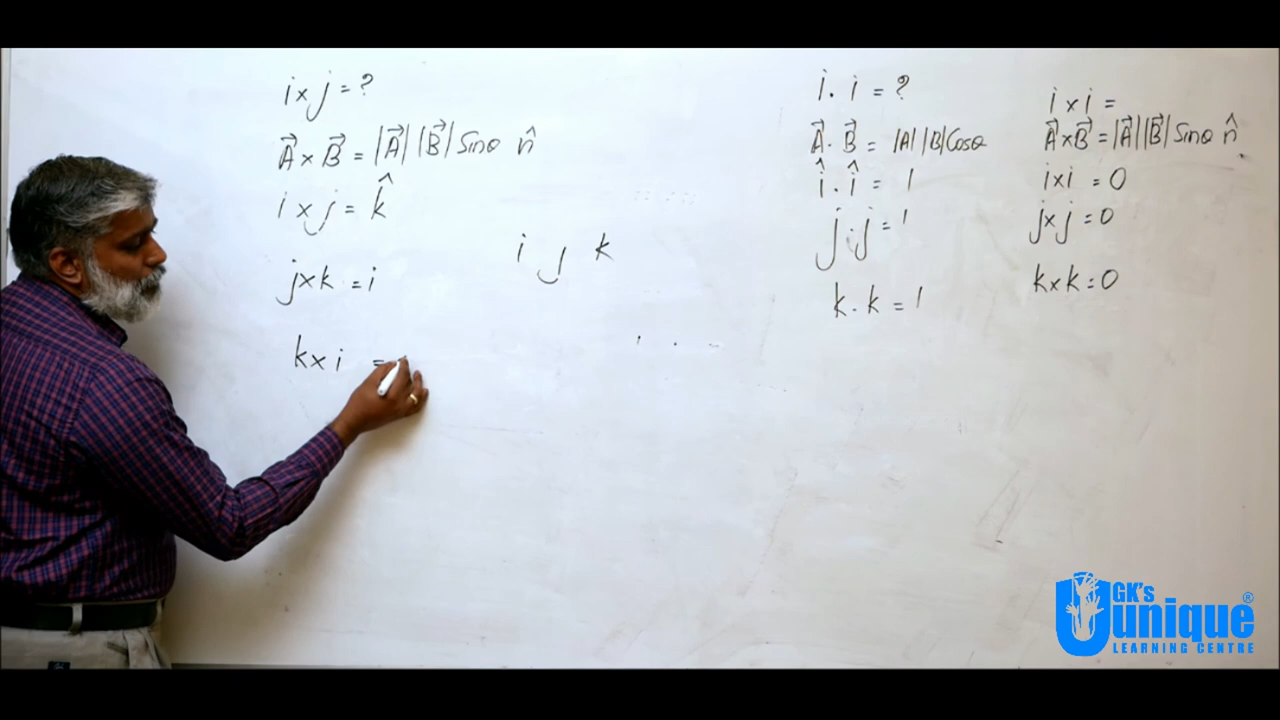 i × j = ?
A⃗ × B⃗ = |A⃗| |B⃗| Sinθ n̂
i × j = k̂
j × k = i
i j k
k × i =
i . i = ?
A⃗ . B⃗ = |A| |B| Cosθ
î . î = 1
j . j = 1
k . k = 1
i × i =
A⃗ × B⃗ = |A⃗| |B⃗| Sinθ n̂
i × i = 0
j × j = 0
k × k = 0
GK's
unique®
LEARNING CENTRE